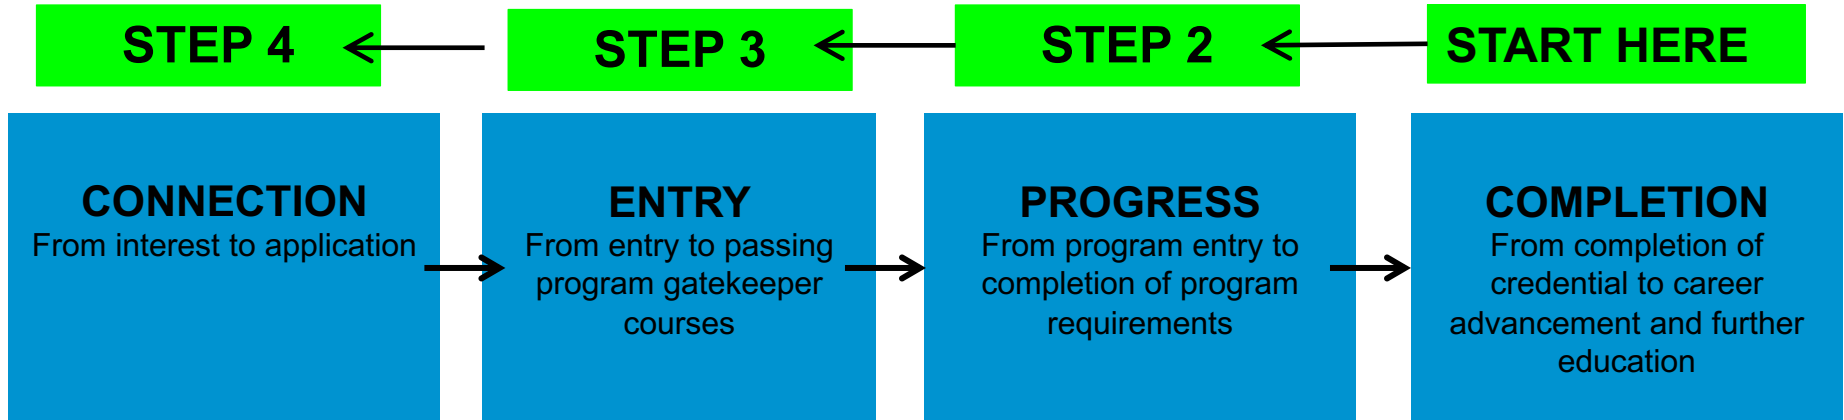 STEP 4
STEP 3
STEP 2
START HERE
CONNECTION
From interest to application
ENTRY
From entry to passing
program gatekeeper
courses
PROGRESS
From program entry to
completion of program
requirements
COMPLETION
From completion of
credential to career
advancement and further
education